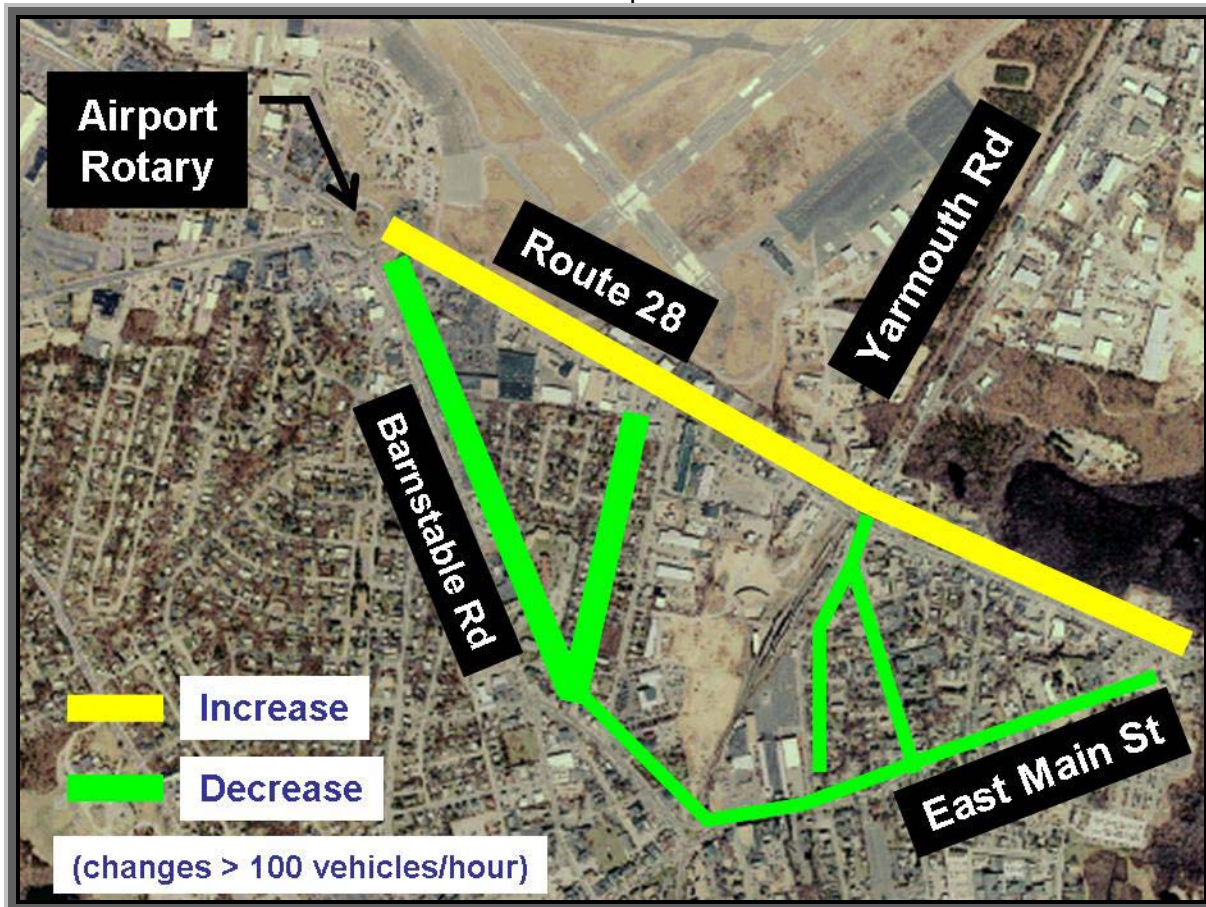 Airport
Rotary
Route 28
Yarmouth Rd
Barnstable Rd
East Main St
Increase
Decrease
(changes > 100 vehicles/hour)